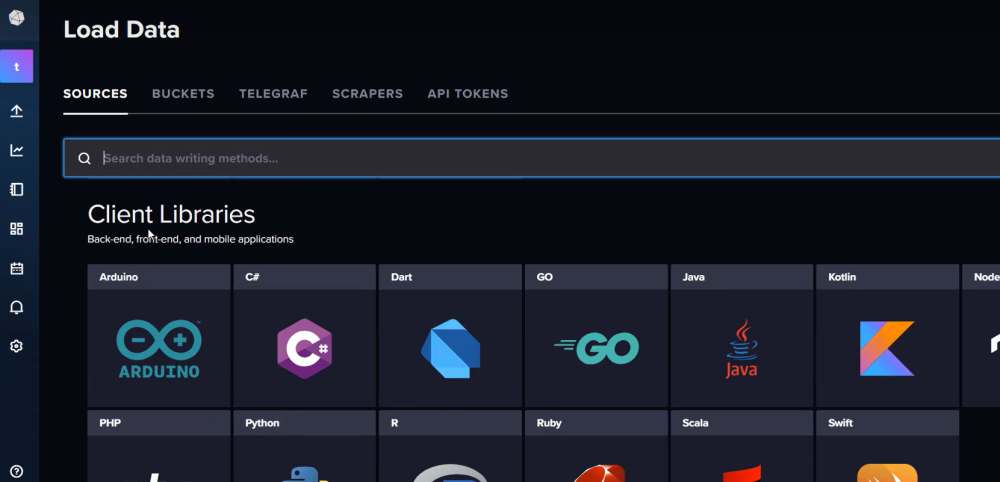 Load Data
t
SOURCES BUCKETS TELEGRAF SCRAPERS API TOKENS
Search data writing methods...
Client Libraries
Back-end, front-end, and mobile applications
Arduino C# Dart GO Java Kotlin Node
ARDUINO C# GO Java
PHP Python R Ruby Scala Swift